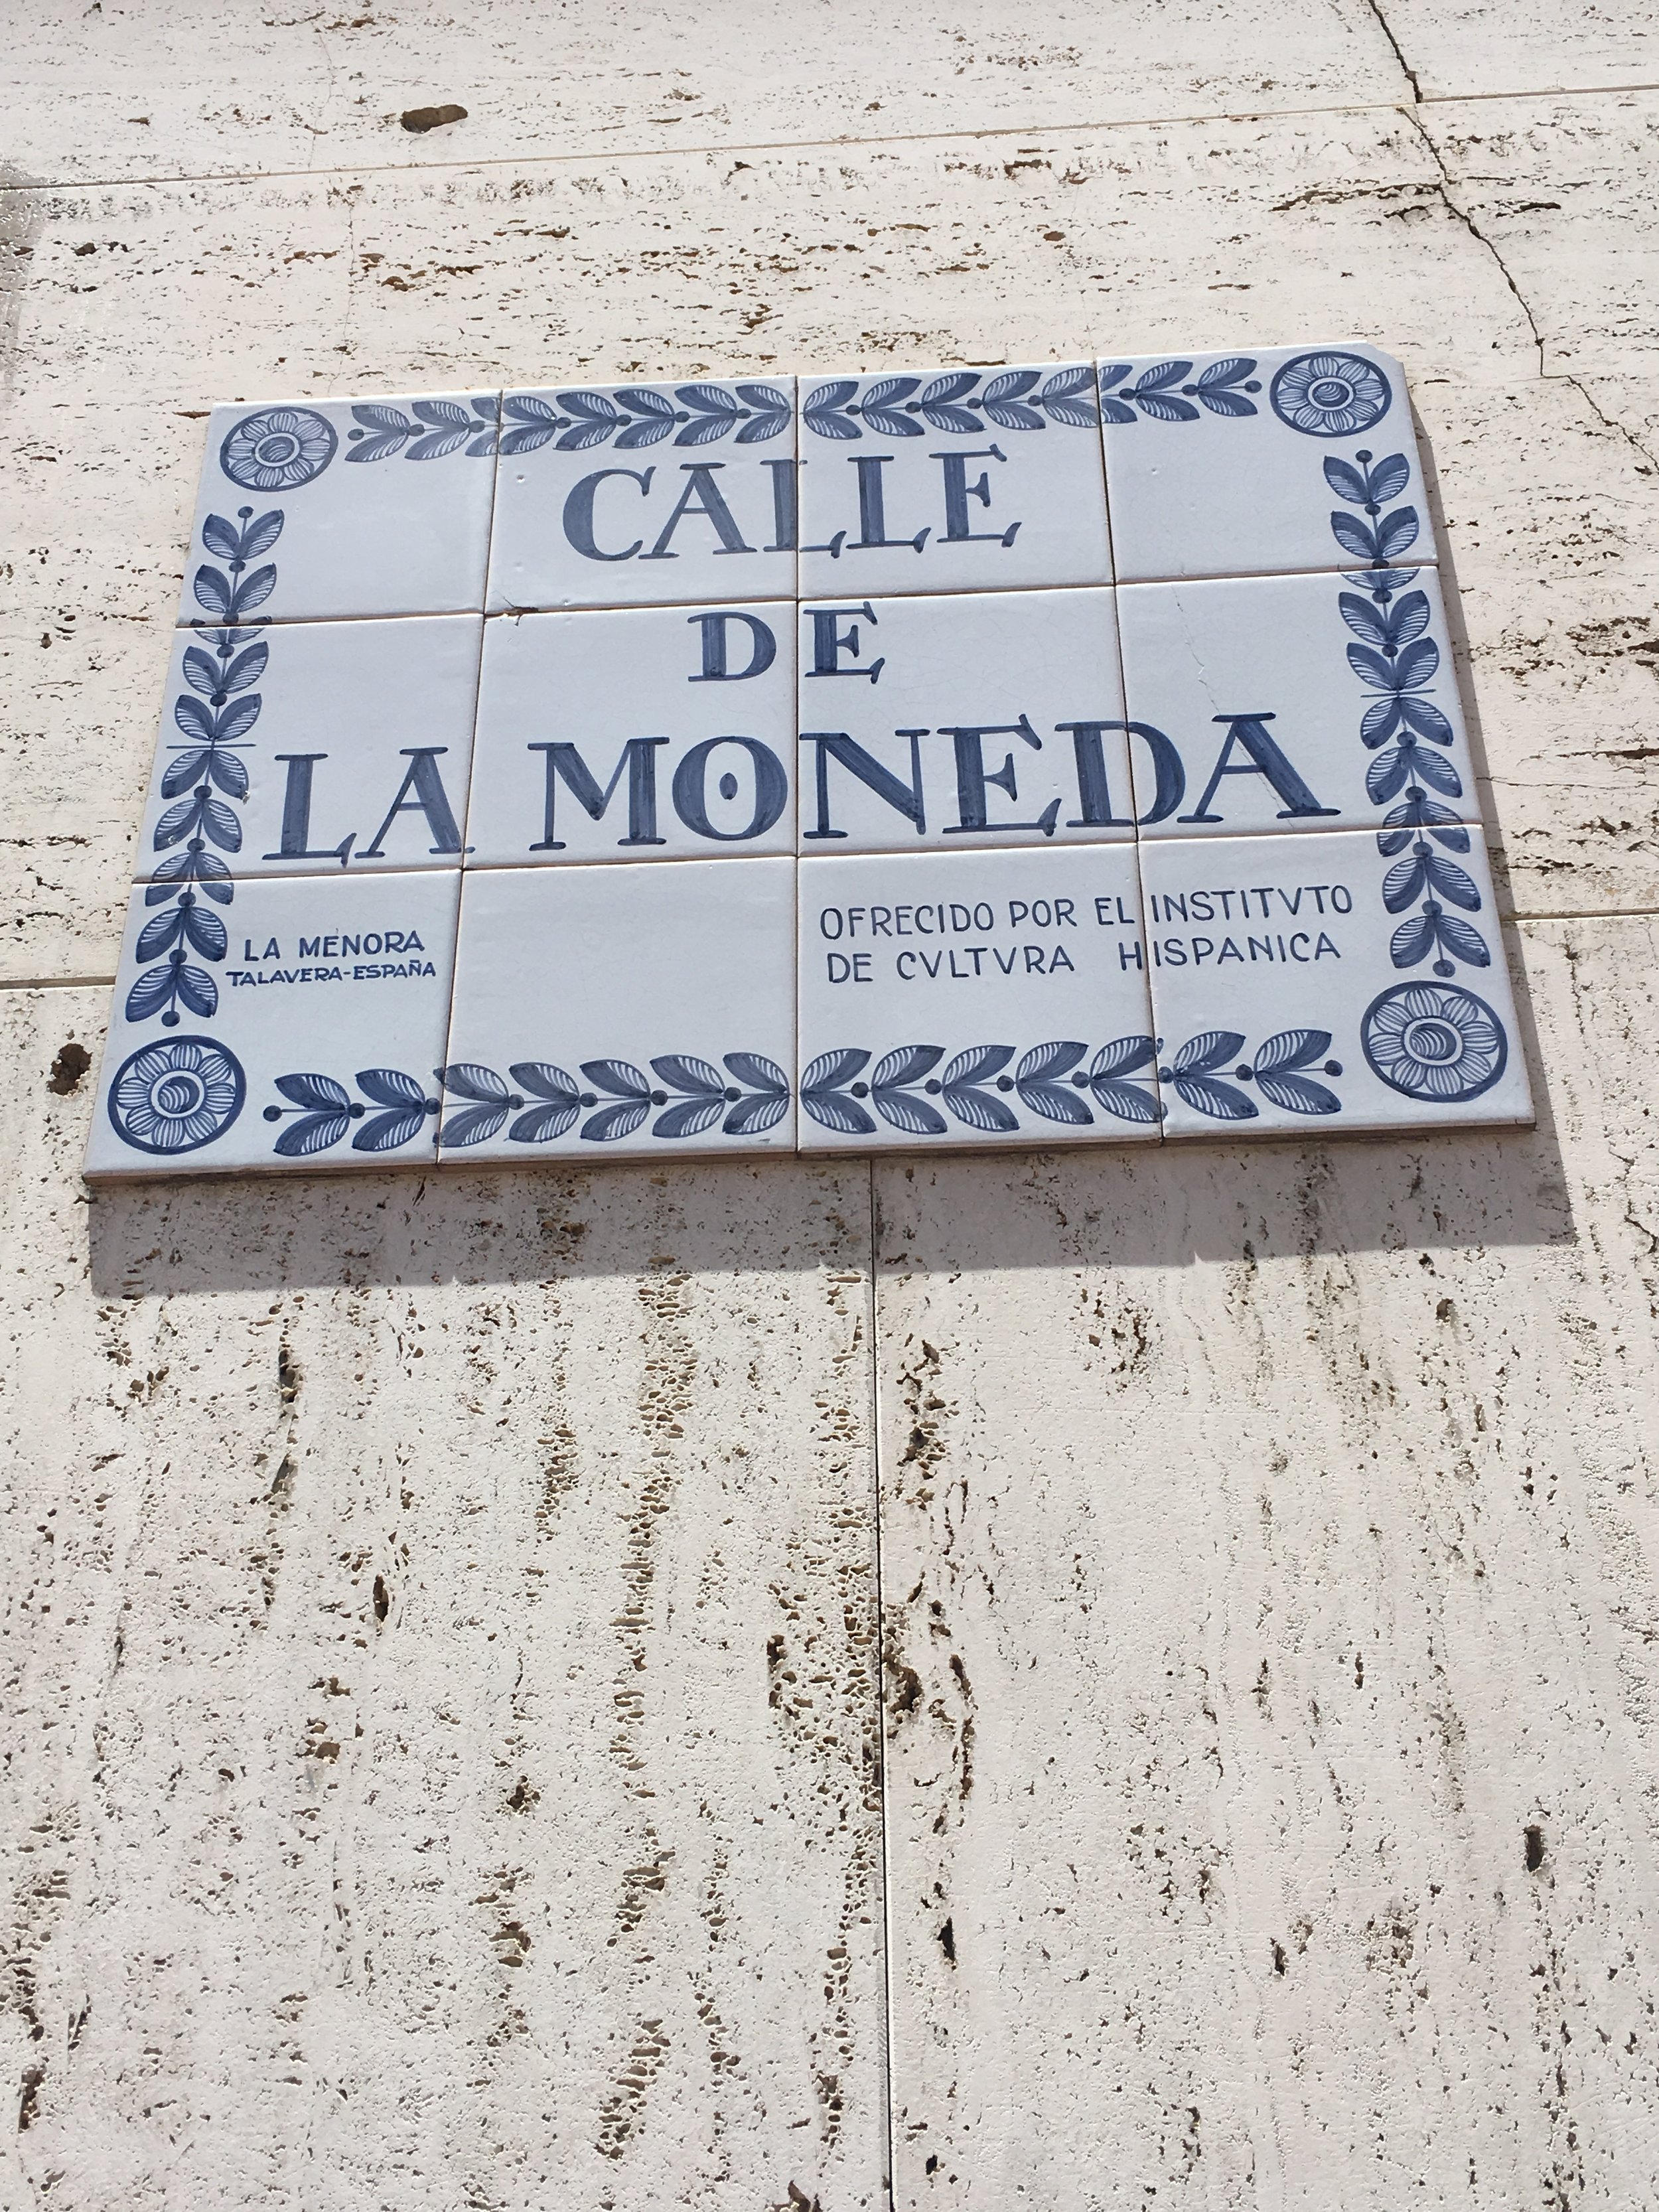 CALLE
DE
LA MONEDA
LA MENORA
TALAVERA-ESPAÑA
OFRECIDO POR EL INSTITVTO
DE CVLTVRA HISPANICA